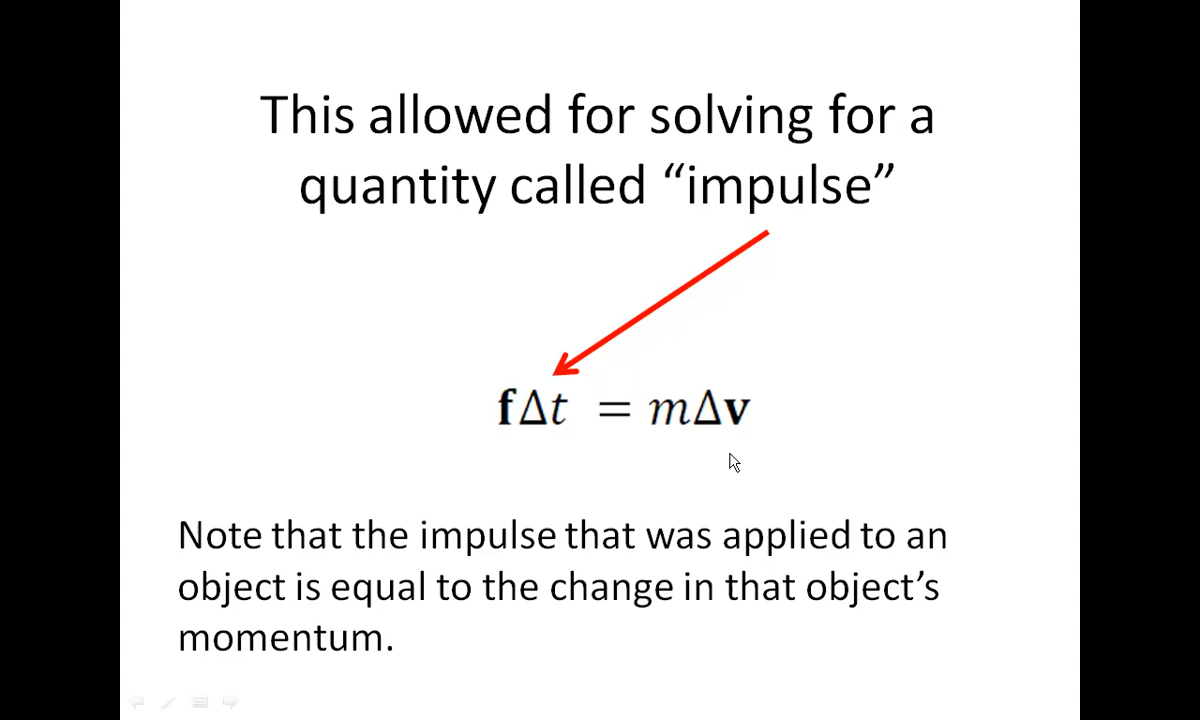 This allowed for solving for a
quantity called “impulse”
𝐟Δ𝑡 = 𝑚Δ𝐯
Note that the impulse that was applied to an
object is equal to the change in that object’s
momentum.